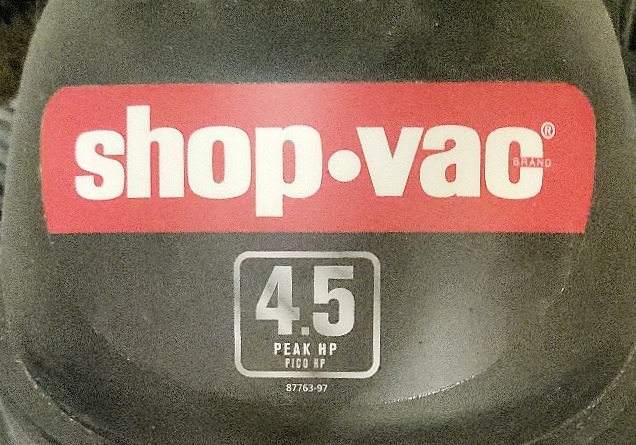 shop·vac®
BRAND
4.5
PEAK HP
PICO HP
87763-97